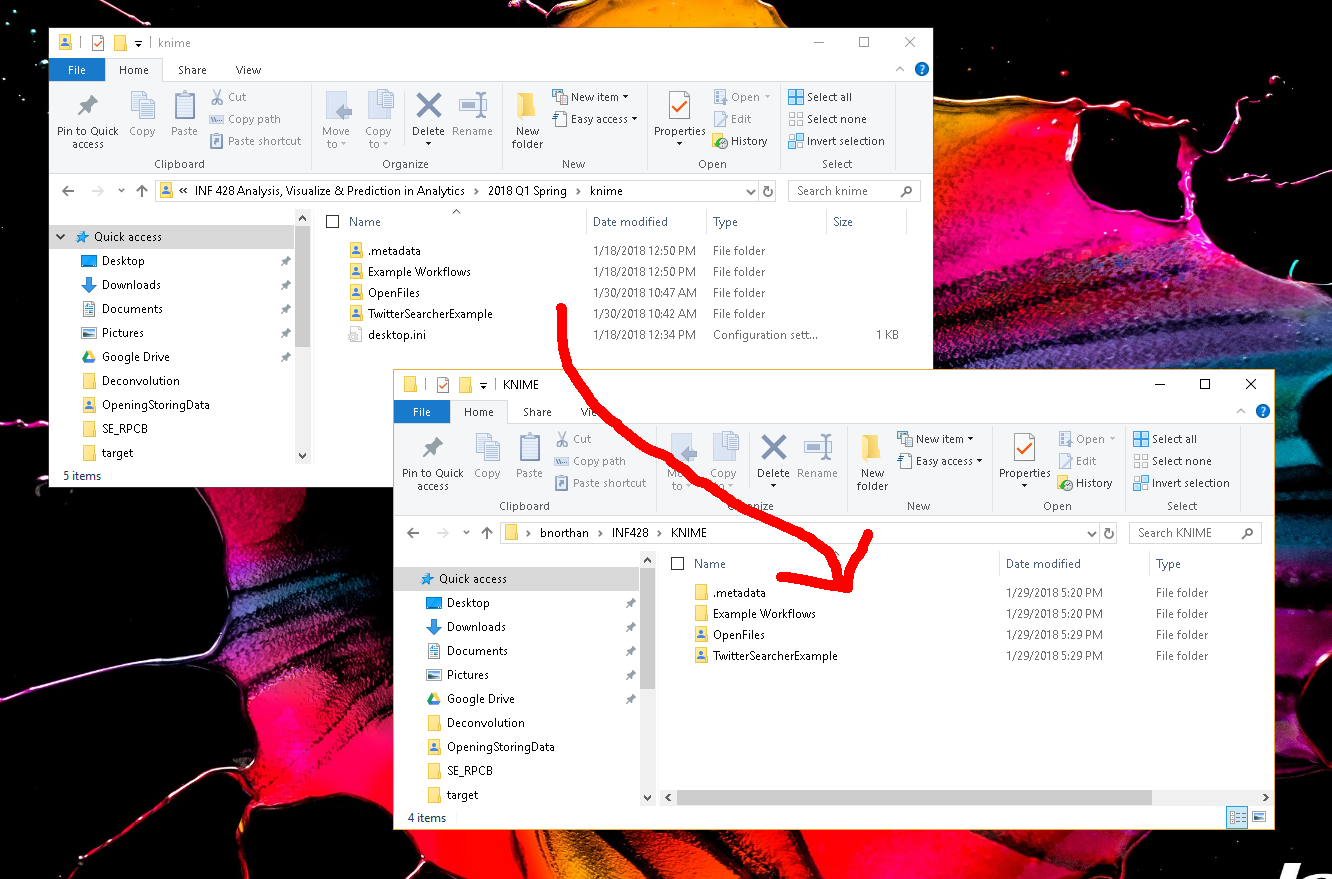 knime
File Home Share View
Pin to Quick access
Copy
Paste
Cut
Copy path
Paste shortcut
Clipboard
Move to
Copy to
Delete
Rename
Organize
New folder
New item
Easy access
New
Properties
Open
Edit
History
Open
Select all
Select none
Invert selection
Select
« INF 428 Analysis, Visualize & Prediction in Analytics > 2018 Q1 Spring > knime
Search knime
Quick access
Desktop
Downloads
Documents
Pictures
Google Drive
Deconvolution
OpeningStoringData
SE_RPCB
target
Name Date modified Type Size
.metadata 1/18/2018 12:50 PM File folder
Example Workflows 1/18/2018 12:50 PM File folder
OpenFiles 1/30/2018 10:47 AM File folder
TwitterSearcherExample 1/30/2018 10:42 AM File folder
desktop.ini 1/18/2018 12:34 PM Configuration sett... 1 KB
5 items
KNIME
File Home Share
Pin to Quick access
Copy
Paste
Cut
Copy path
Paste shortcut
Clipboard
to
Copy to
Delete
Rename
New folder
New item
Easy access
New
Properties
Open
Edit
History
Open
Select all
Select none
Invert selection
Select
> bnorthan > INF428 > KNIME
Search KNIME
Quick access
Desktop
Downloads
Documents
Pictures
Google Drive
Deconvolution
OpeningStoringData
SE_RPCB
target
Name Date modified Type
.metadata 1/29/2018 5:20 PM File folder
Example Workflows 1/29/2018 5:20 PM File folder
OpenFiles 1/29/2018 5:29 PM File folder
TwitterSearcherExample 1/29/2018 5:29 PM File folder
4 items